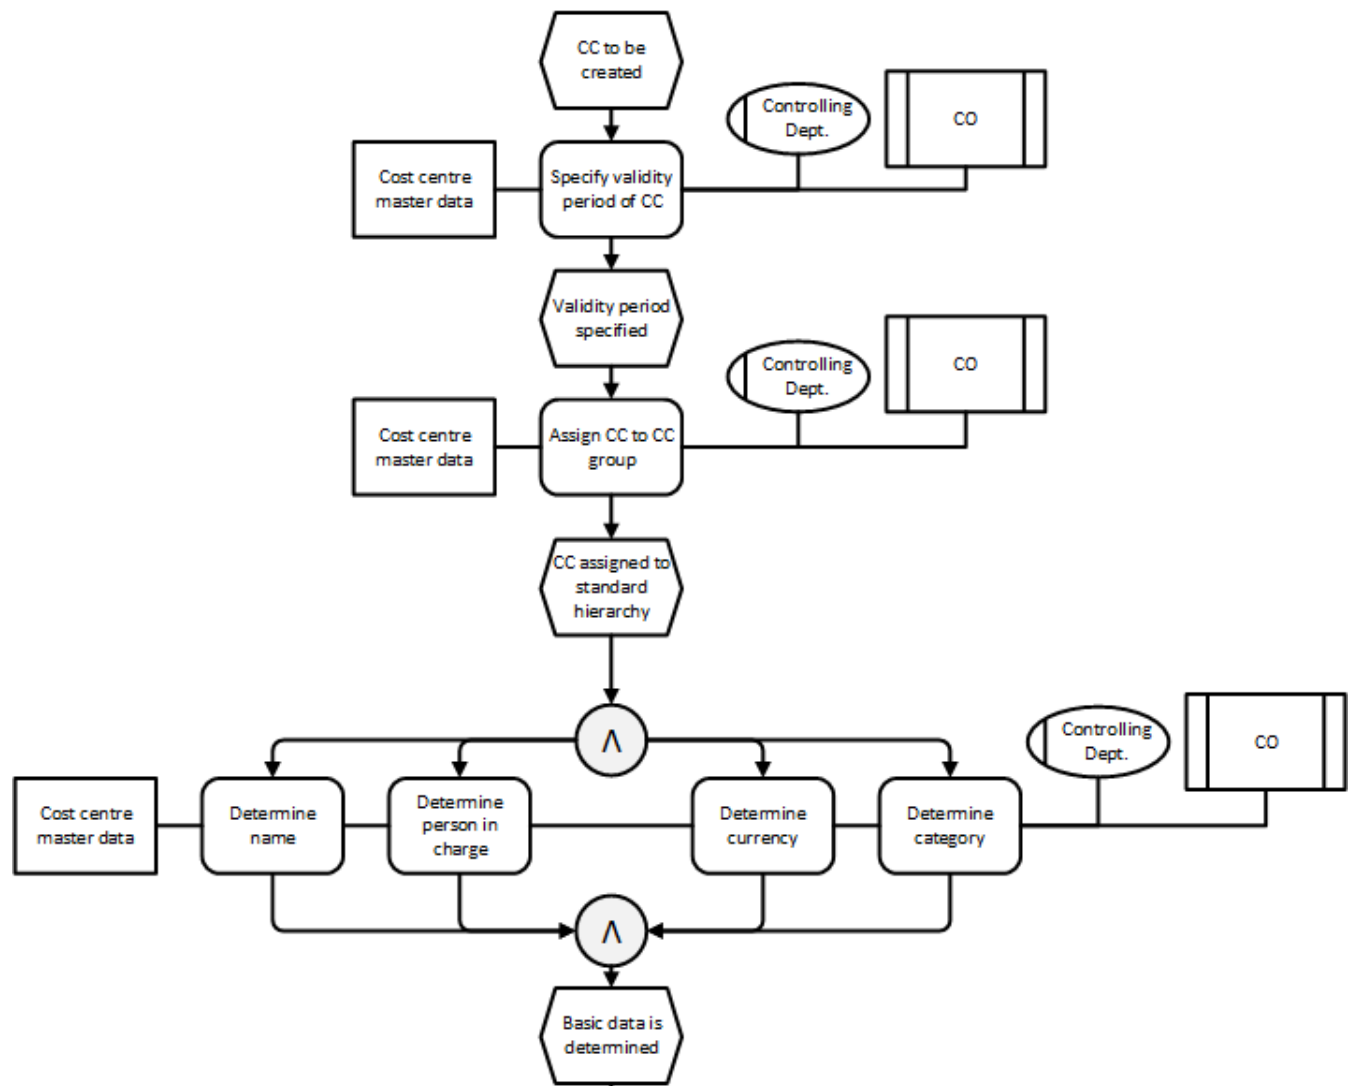 CC to be
created
Controlling
Dept.
CO
Cost centre
master data
Specify validity
period of CC
Validity period
specified
Controlling
Dept.
CO
Cost centre
master data
Assign CC to CC
group
CC assigned to
standard
hierarchy
Λ
Controlling
Dept.
CO
Cost centre
master data
Determine
name
Determine
person in
charge
Determine
currency
Determine
category
Λ
Basic data is
determined